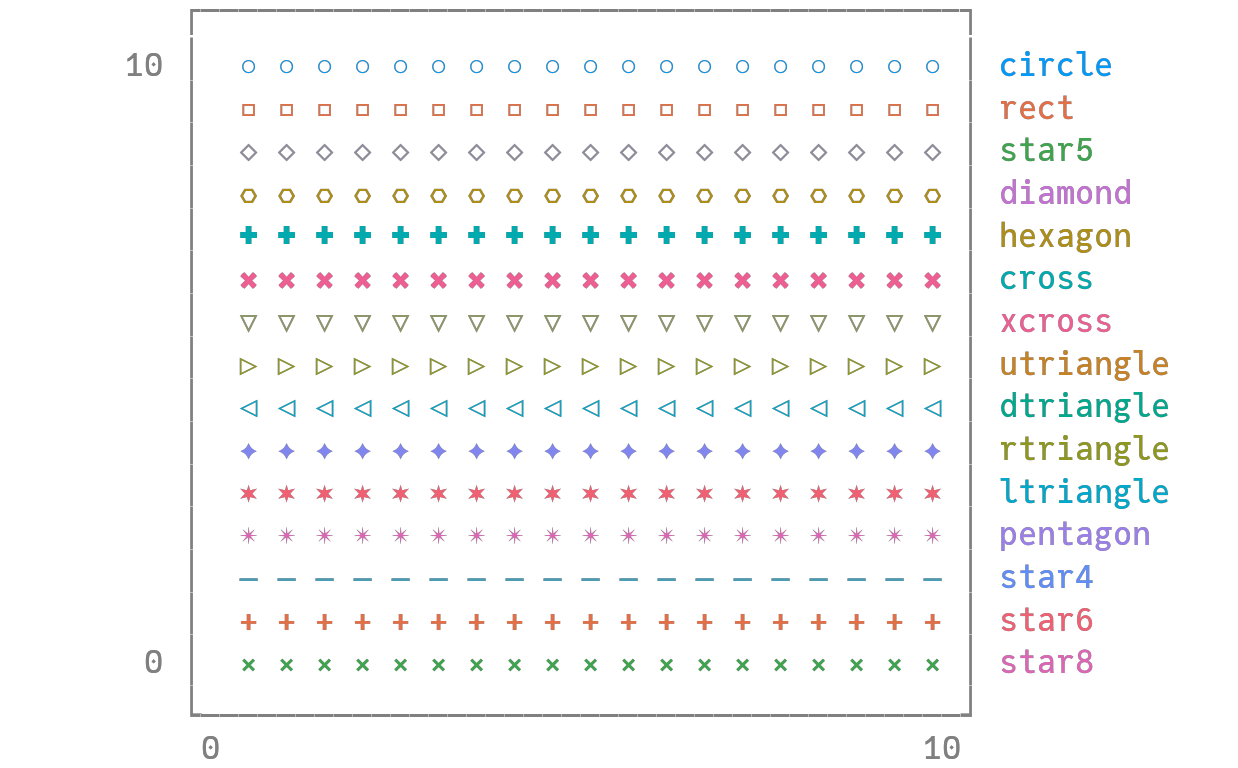 10 circle
rect
star5
diamond
hexagon
cross
xcross
utriangle
dtriangle
rtriangle
ltriangle
pentagon
star4
star6
0 star8
0 10